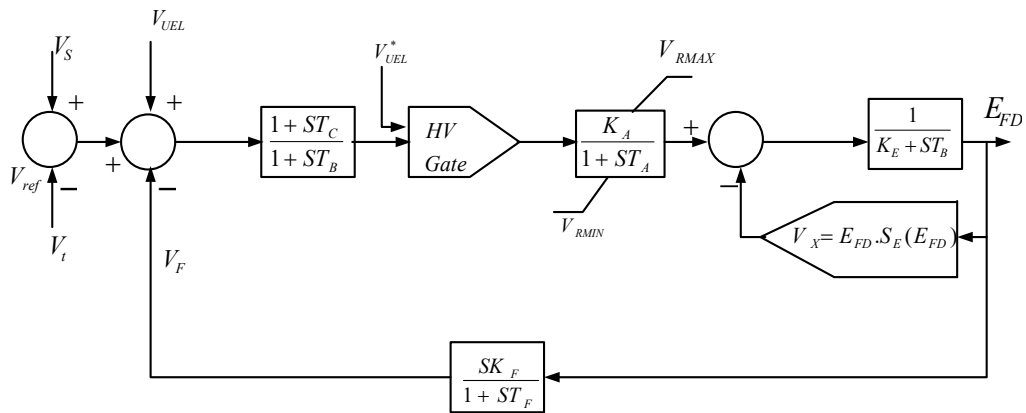 V_S
V_UEL
V*_UEL
V_RMAX
+
+
+
+
V_ref
−
−
−
V_t
V_F
1 + ST_C
1 + ST_B
HV
Gate
K_A
1 + ST_A
V_RMIN
1
K_E + ST_B
E_FD
V_X = E_FD.S_E(E_FD)
SK_F
1 + ST_F